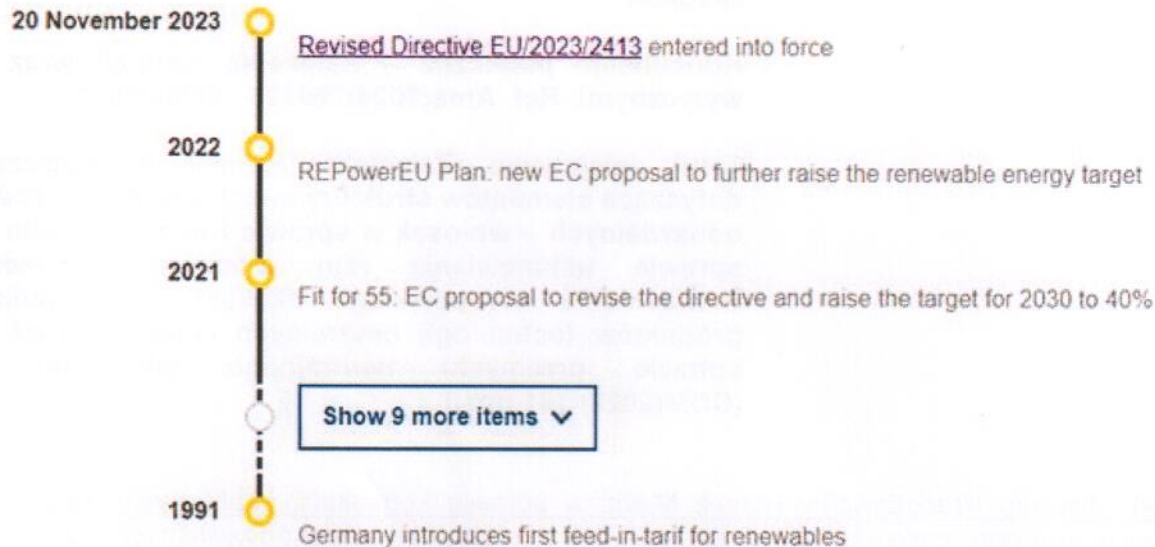 20 November 2023
Revised Directive EU/2023/2413 entered into force
2022
REPowerEU Plan: new EC proposal to further raise the renewable energy target
2021
Fit for 55: EC proposal to revise the directive and raise the target for 2030 to 40%
Show 9 more items
1991
Germany introduces first feed-in-tarif for renewables